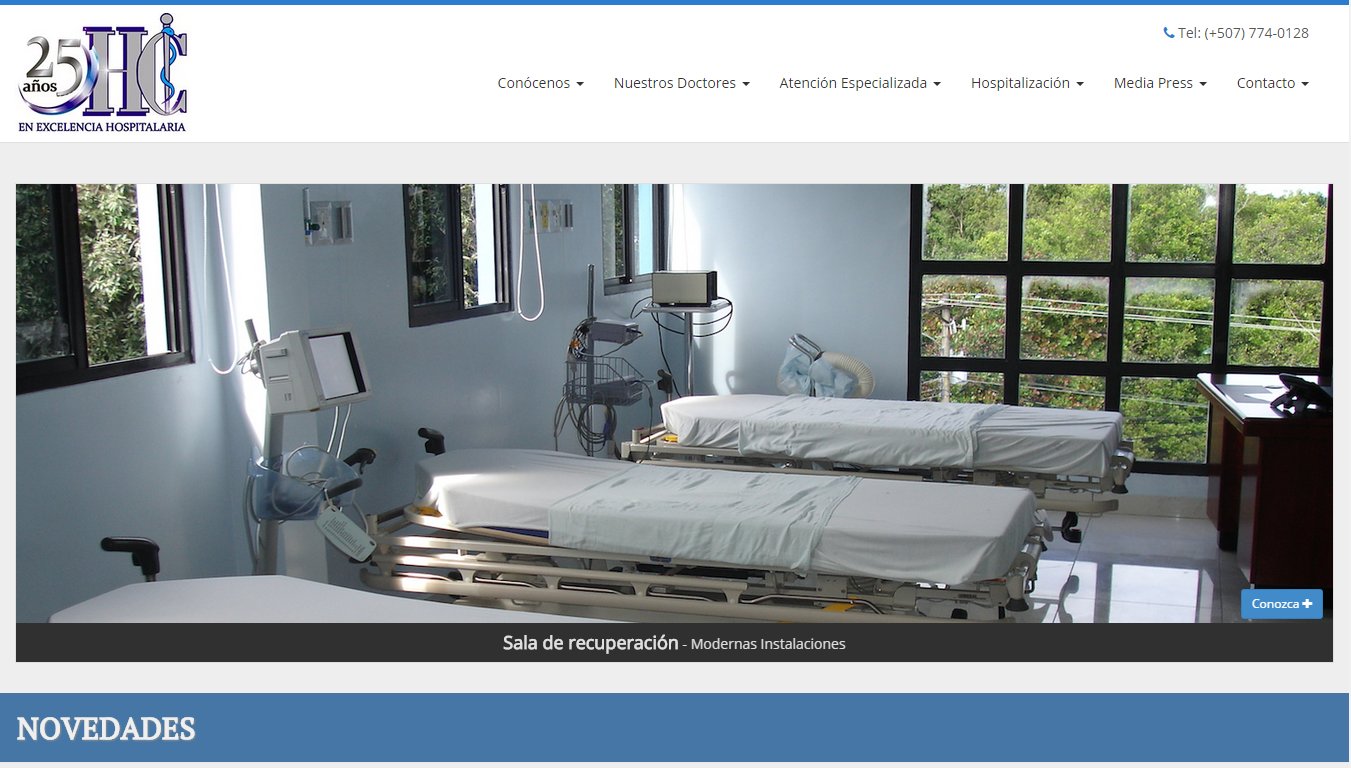 25 HC
años
EN EXCELENCIA HOSPITALARIA
Tel: (+507) 774-0128
Conócenos Nuestros Doctores Atención Especializada Hospitalización Media Press Contacto
Conozca
Sala de recuperación - Modernas Instalaciones
NOVEDADES